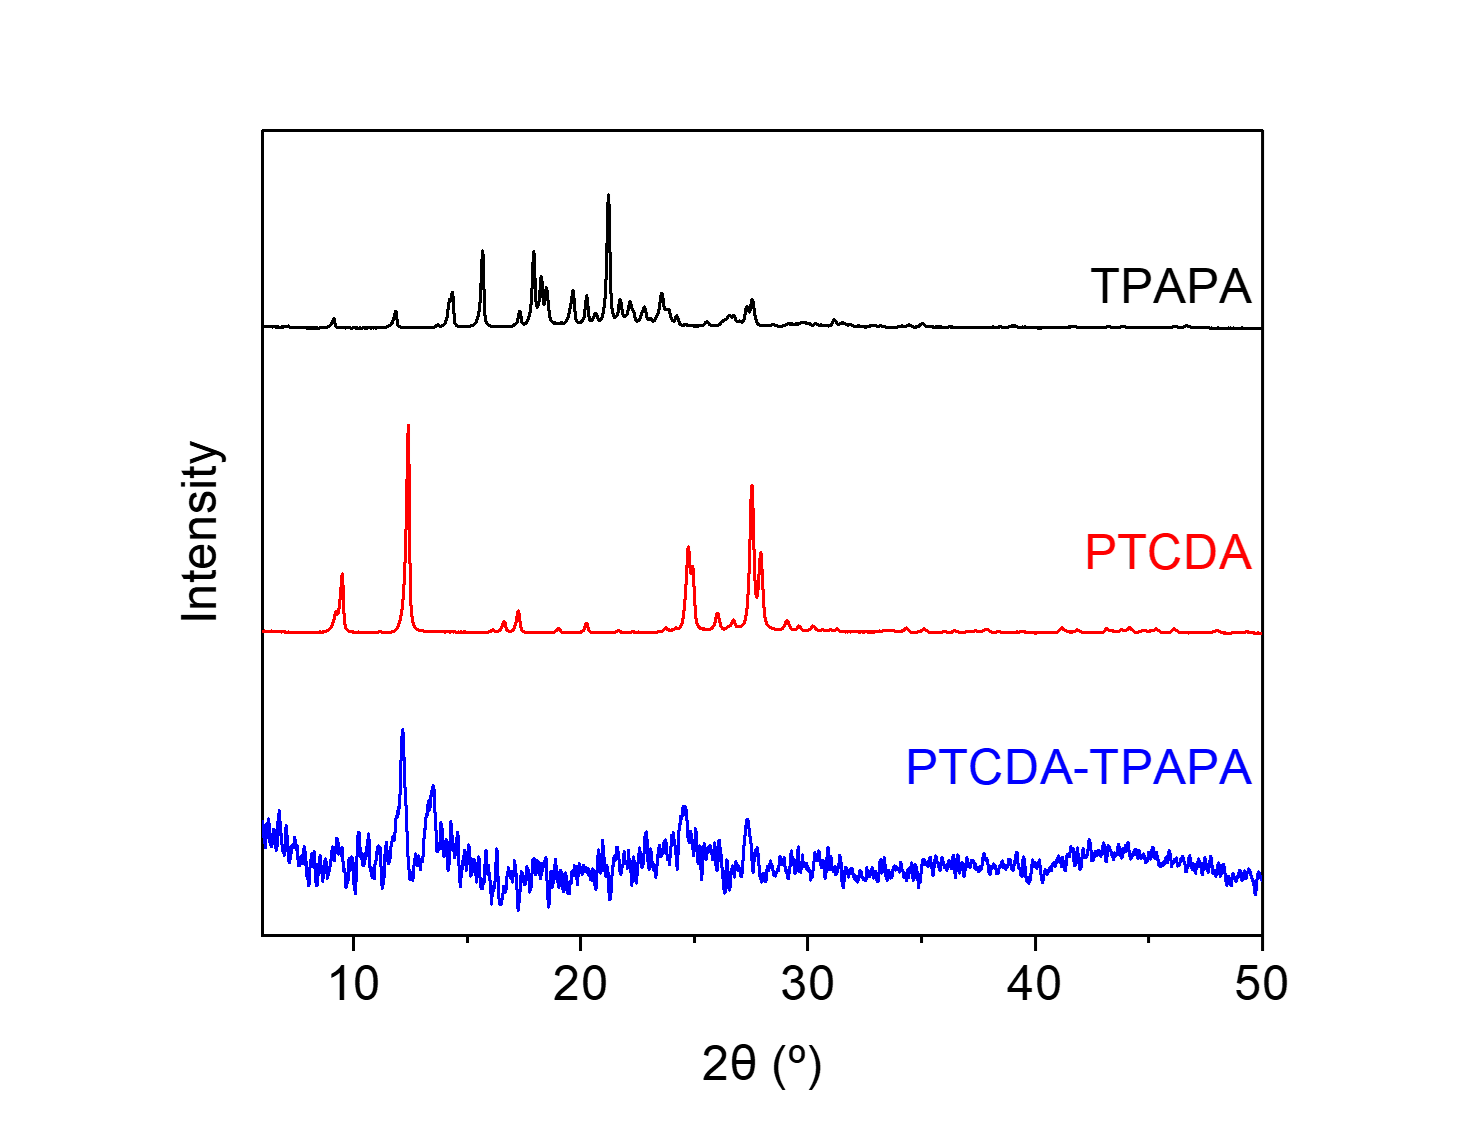 TPAPA
PTCDA
PTCDA-TPAPA
Intensity
10 20 30 40 50
2θ (º)